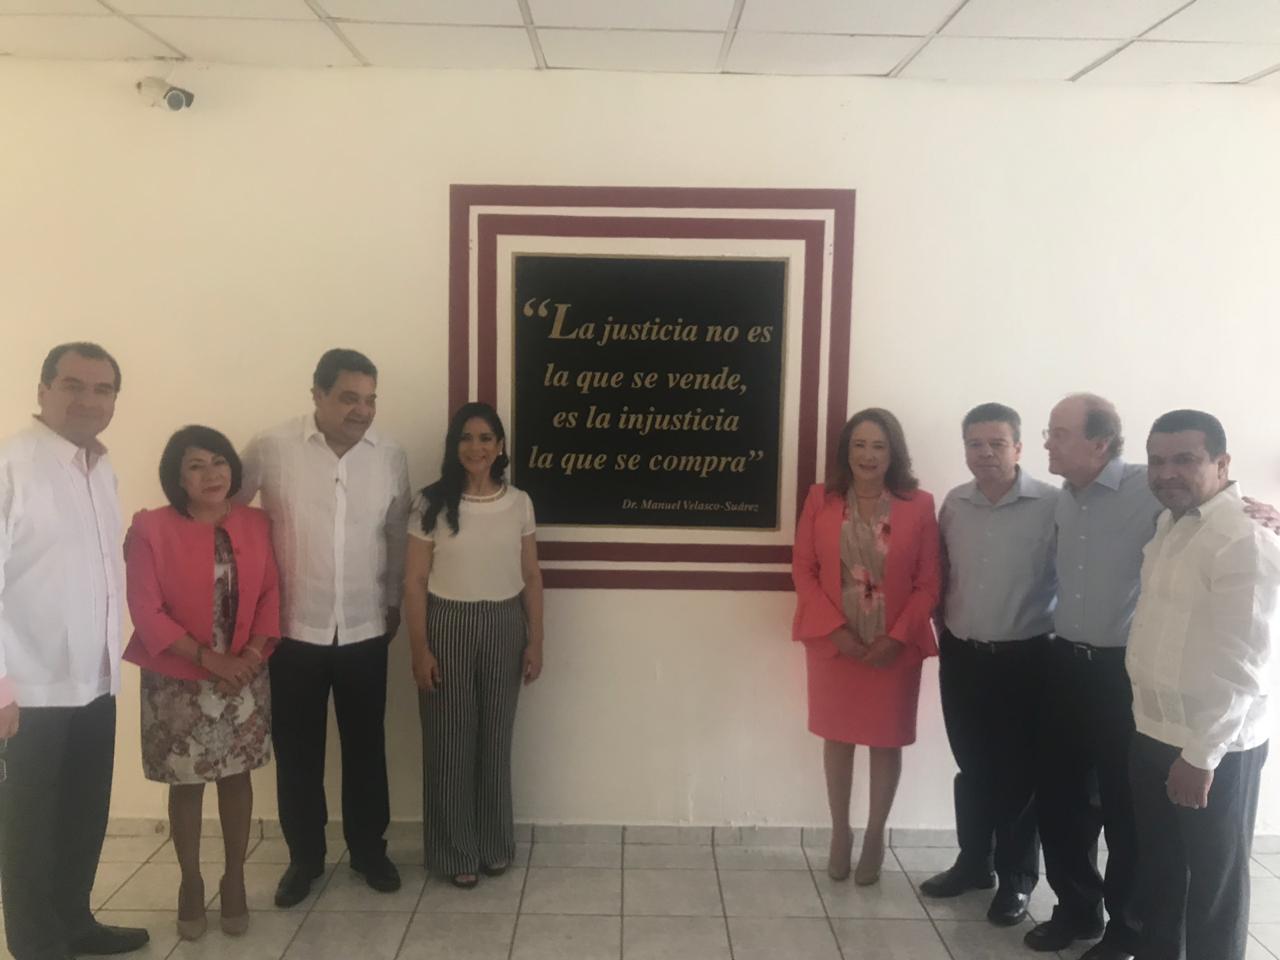 “La justicia no es
la que se vende,
es la injusticia
la que se compra”
Dr. Manuel Velasco-Suárez